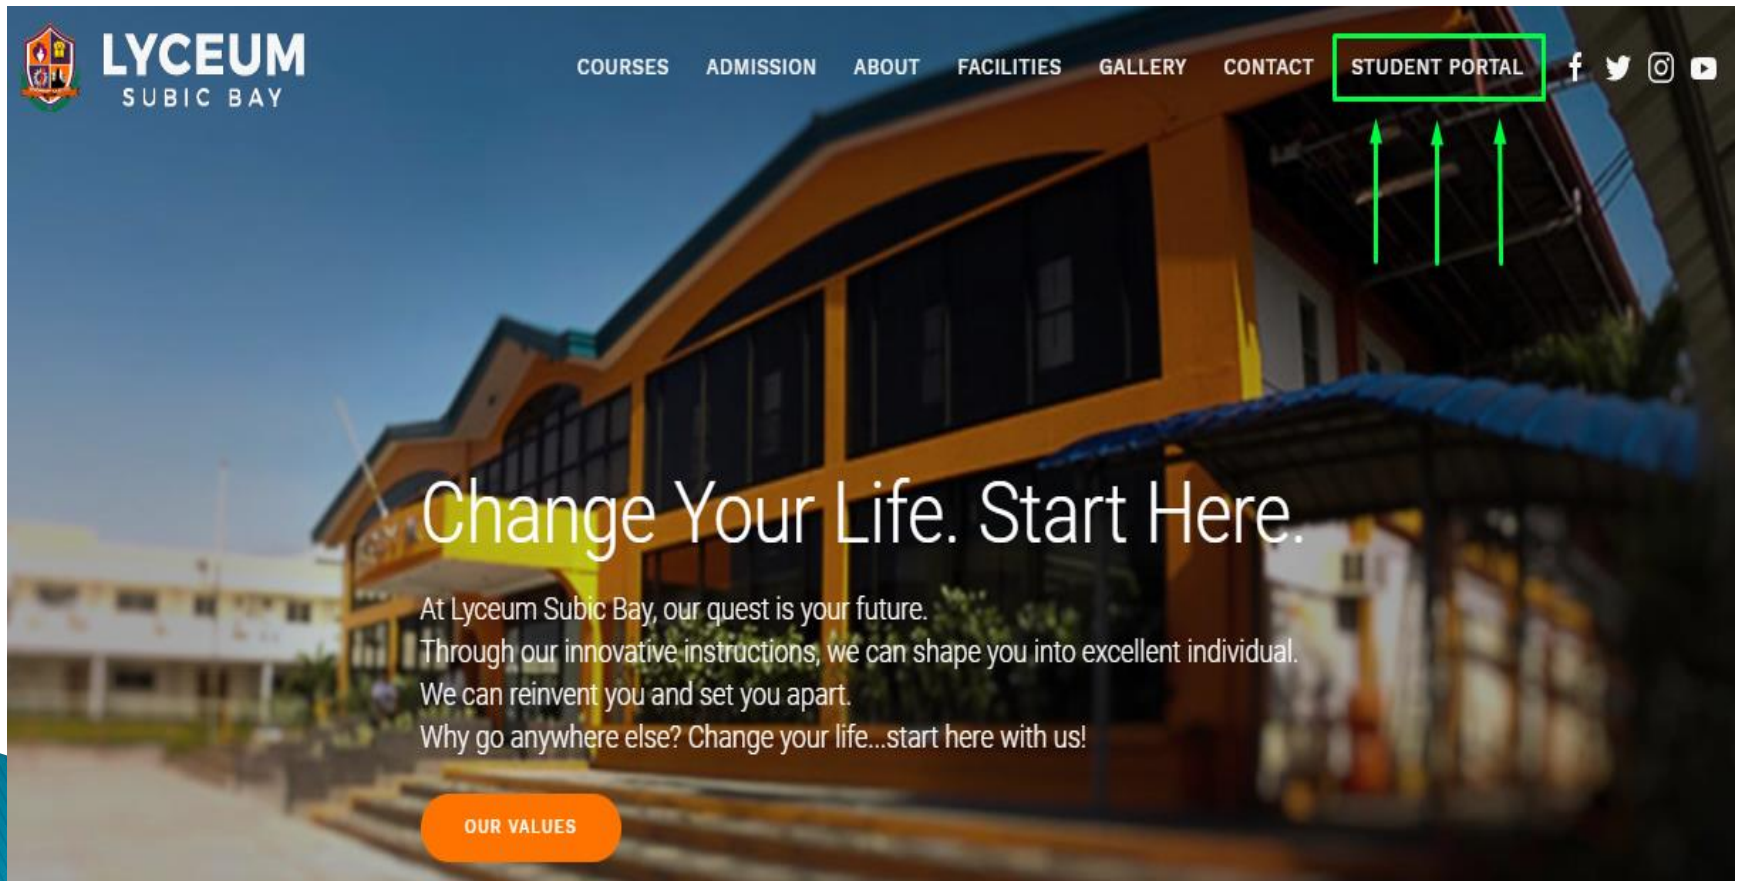 LYCEUM
SUBIC BAY
COURSES ADMISSION ABOUT FACILITIES GALLERY CONTACT STUDENT PORTAL
Change Your Life. Start Here.
At Lyceum Subic Bay, our quest is your future.
Through our innovative instructions, we can shape you into excellent individual.
We can reinvent you and set you apart.
Why go anywhere else? Change your life...start here with us!
OUR VALUES